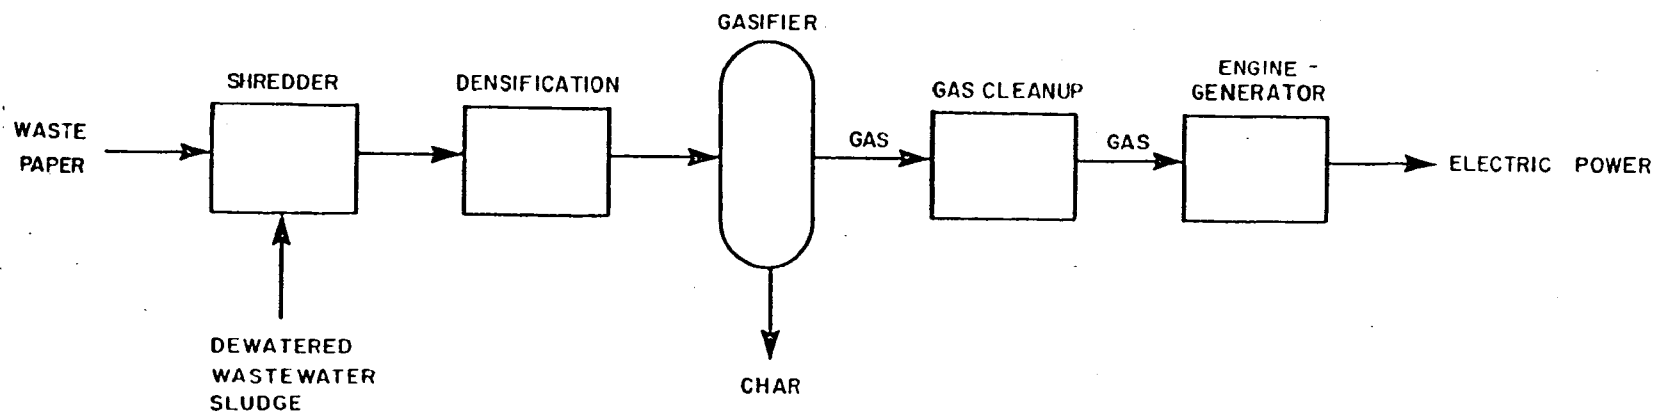 GASIFIER
SHREDDER
DENSIFICATION
GAS CLEANUP
ENGINE -
GENERATOR
WASTE
PAPER
GAS
GAS
ELECTRIC POWER
DEWATERED
WASTEWATER
SLUDGE
CHAR